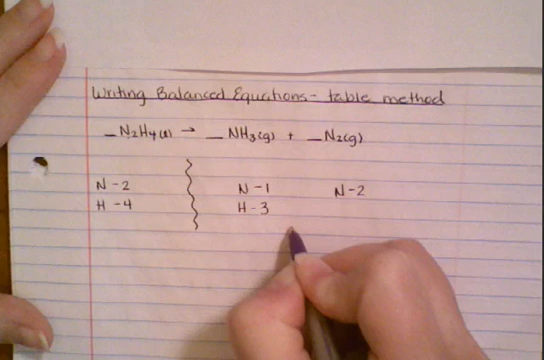 Writing Balanced Equations - table method
_ N2H4(l) → _ NH3(g) + _ N2(g)
N - 2 N - 1 N - 2
H - 4 H - 3